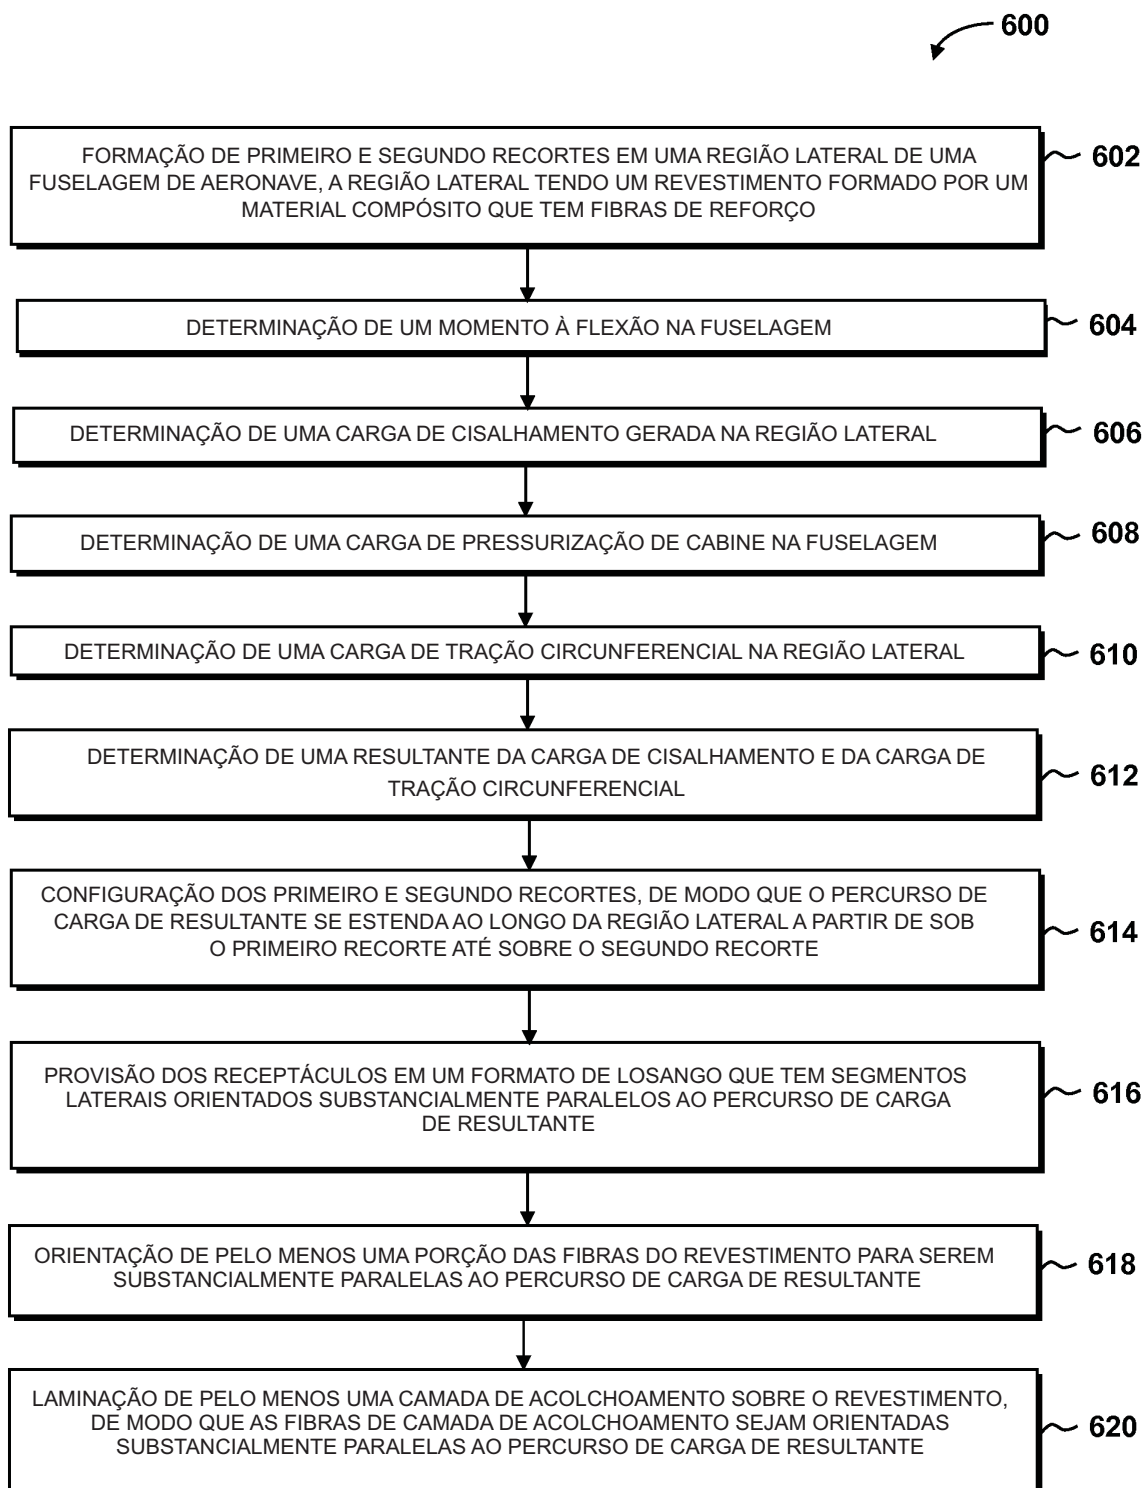 600
FORMAÇÃO DE PRIMEIRO E SEGUNDO RECORTES EM UMA REGIÃO LATERAL DE UMA
FUSELAGEM DE AERONAVE, A REGIÃO LATERAL TENDO UM REVESTIMENTO FORMADO POR UM
MATERIAL COMPÓSITO QUE TEM FIBRAS DE REFORÇO
602
DETERMINAÇÃO DE UM MOMENTO À FLEXÃO NA FUSELAGEM
604
DETERMINAÇÃO DE UMA CARGA DE CISALHAMENTO GERADA NA REGIÃO LATERAL
606
DETERMINAÇÃO DE UMA CARGA DE PRESSURIZAÇÃO DE CABINE NA FUSELAGEM
608
DETERMINAÇÃO DE UMA CARGA DE TRAÇÃO CIRCUNFERENCIAL NA REGIÃO LATERAL
610
DETERMINAÇÃO DE UMA RESULTANTE DA CARGA DE CISALHAMENTO E DA CARGA DE
TRAÇÃO CIRCUNFERENCIAL
612
CONFIGURAÇÃO DOS PRIMEIRO E SEGUNDO RECORTES, DE MODO QUE O PERCURSO DE
CARGA DE RESULTANTE SE ESTENDA AO LONGO DA REGIÃO LATERAL A PARTIR DE SOB
O PRIMEIRO RECORTE ATÉ SOBRE O SEGUNDO RECORTE
614
PROVISÃO DOS RECEPTÁCULOS EM UM FORMATO DE LOSANGO QUE TEM SEGMENTOS
LATERAIS ORIENTADOS SUBSTANCIALMENTE PARALELOS AO PERCURSO DE CARGA
DE RESULTANTE
616
ORIENTAÇÃO DE PELO MENOS UMA PORÇÃO DAS FIBRAS DO REVESTIMENTO PARA SEREM
SUBSTANCIALMENTE PARALELAS AO PERCURSO DE CARGA DE RESULTANTE
618
LAMINAÇÃO DE PELO MENOS UMA CAMADA DE ACOLCHOAMENTO SOBRE O REVESTIMENTO,
DE MODO QUE AS FIBRAS DE CAMADA DE ACOLCHOAMENTO SEJAM ORIENTADAS
SUBSTANCIALMENTE PARALELAS AO PERCURSO DE CARGA DE RESULTANTE
620